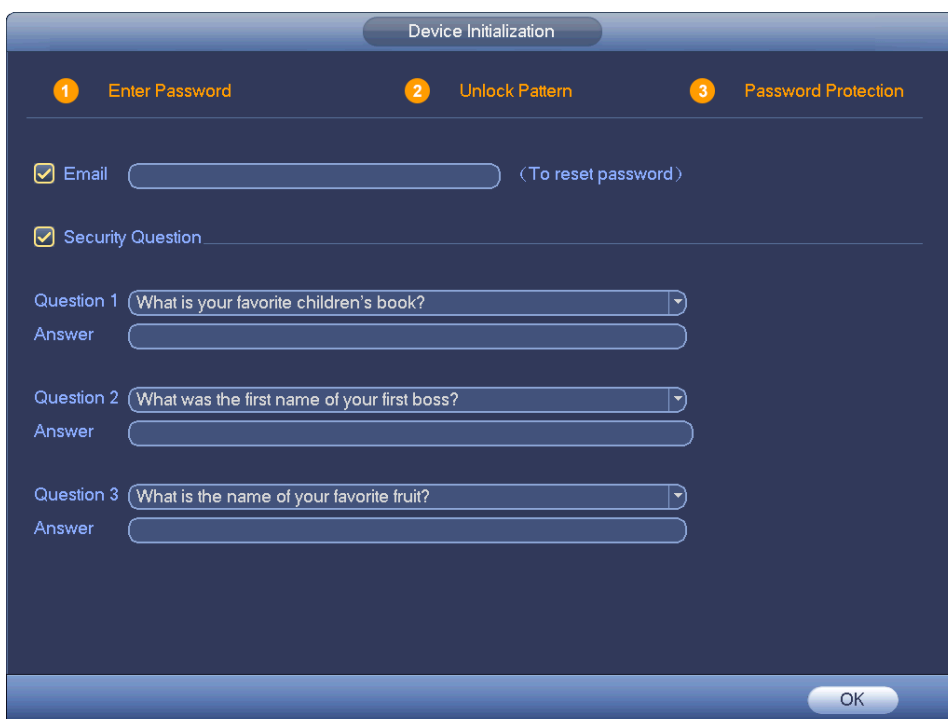 Device Initialization
1 Enter Password 2 Unlock Pattern 3 Password Protection
Email （To reset password）
Security Question
Question 1 What is your favorite children's book?
Answer
Question 2 What was the first name of your first boss?
Answer
Question 3 What is the name of your favorite fruit?
Answer
OK